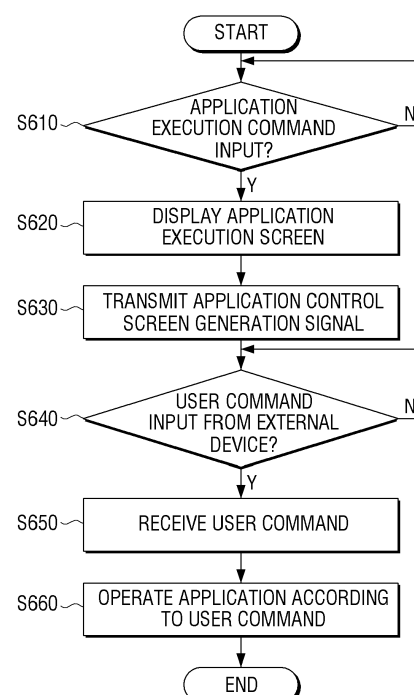 START
S610
APPLICATION
EXECUTION COMMAND
INPUT?
N
Y
S620
DISPLAY APPLICATION
EXECUTION SCREEN
S630
TRANSMIT APPLICATION CONTROL
SCREEN GENERATION SIGNAL
S640
USER COMMAND
INPUT FROM EXTERNAL
DEVICE?
N
Y
S650
RECEIVE USER COMMAND
S660
OPERATE APPLICATION ACCORDING
TO USER COMMAND
END